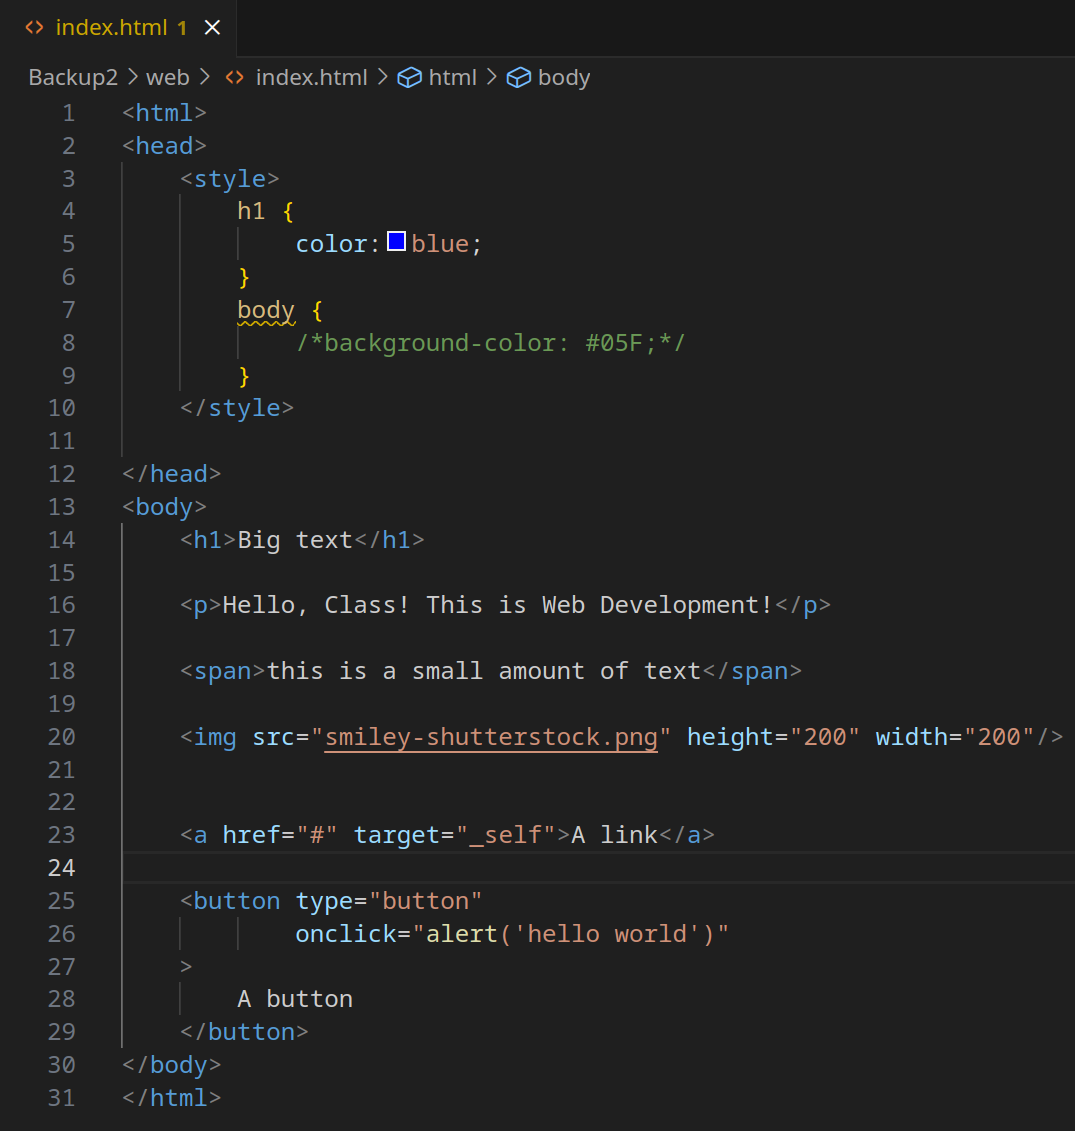 index.html 1
Backup2 > web > index.html > html > body
1 <html>
2 <head>
3     <style>
4         h1 {
5             color: blue;
6         }
7         body {
8             /*background-color: #05F;*/
9         }
10     </style>
11
12 </head>
13 <body>
14     <h1>Big text</h1>
15
16     <p>Hello, Class! This is Web Development!</p>
17
18     <span>this is a small amount of text</span>
19
20     <img src="smiley-shutterstock.png" height="200" width="200"/>
21
22
23     <a href="#" target="_self">A link</a>
24
25     <button type="button"
26             onclick="alert('hello world')"
27     >
28         A button
29     </button>
30 </body>
31 </html>